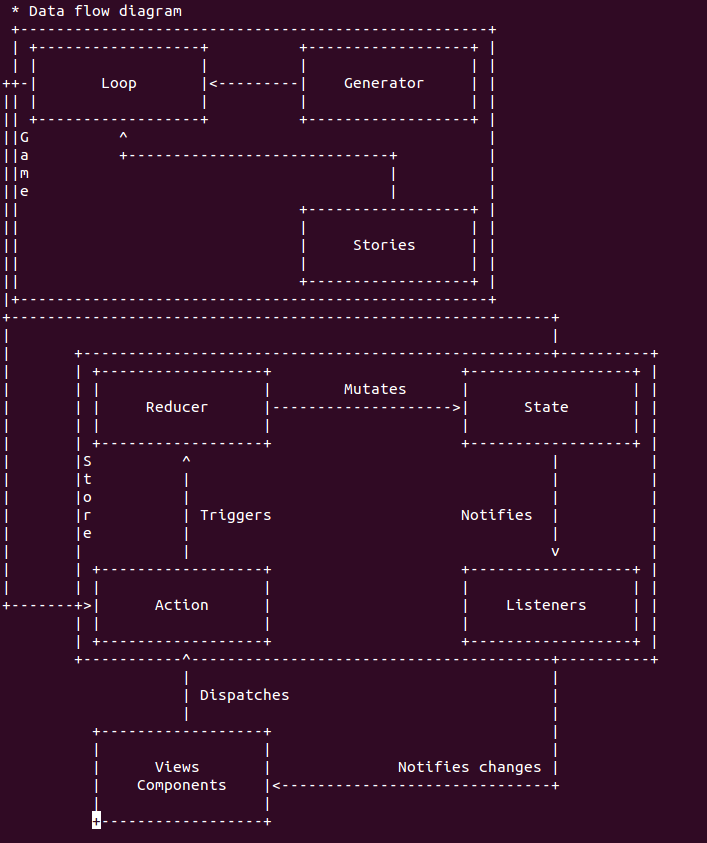 * Data flow diagram
Loop
Generator
Game
Stories
Mutates
Reducer
State
Store
Triggers
Notifies
Action
Listeners
Dispatches
Views
Notifies changes
Components